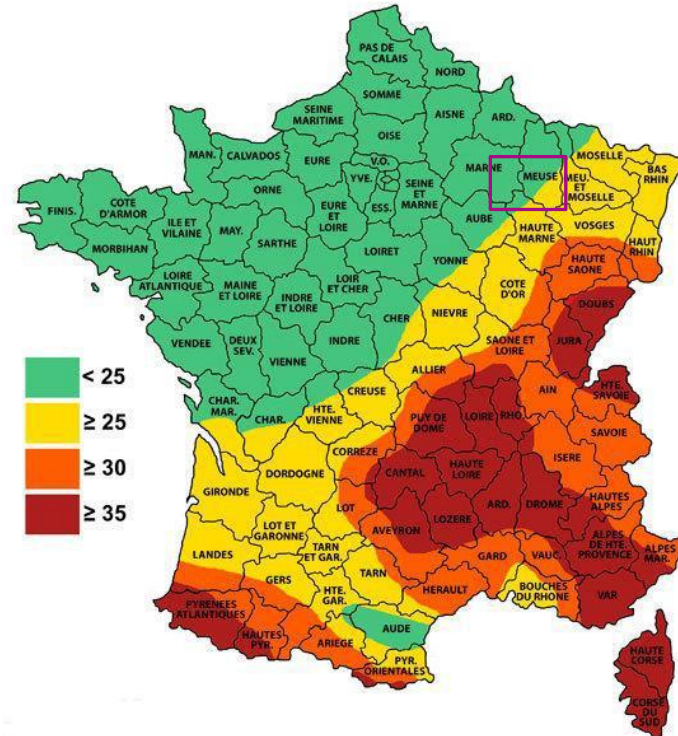 PAS DE
CALAIS
NORD
SOMME
SEINE
MARITIME
AISNE
ARD.
OISE
MAN.
CALVADOS
EURE
V.O.
MARNE
MEUSE
MOSELLE
BAS
RHIN
MEU.
ET
MOSELLE
YVE.
SEINE
ET
MARNE
ORNE
ESS.
FINIS.
COTE
D'ARMOR
ILE ET
VILAINE
MAY.
EURE
ET
LOIRE
AUBE
HAUTE
MARNE
VOSGES
HAUT
RHIN
MORBIHAN
SARTHE
LOIRET
YONNE
HAUTE
SAONE
LOIRE
ATLANTIQUE
MAINE
ET LOIRE
LOIR
ET CHER
INDRE
ET LOIRE
CHER
NIEVRE
COTE
D'OR
DOUBS
VENDEE
DEUX
SEV.
VIENNE
INDRE
SAONE ET
LOIRE
JURA
ALLIER
< 25
≥ 25
≥ 30
≥ 35
CHAR.
MAR.
CHAR.
HTE.
VIENNE
CREUSE
PUY DE
DOME
LOIRE
RHO.
AIN
HTE.
SAVOIE
SAVOIE
CORREZE
ISERE
GIRONDE
DORDOGNE
CANTAL
HAUTE
LOIRE
LOT
LOT ET
GARONNE
AVEYRON
LOZERE
ARD.
DROME
HAUTES
ALPES
LANDES
TARN
ET GAR.
TARN
GARD
VAUC.
ALPES
DE HTE.
PROVENCE
ALPES
MAR.
GERS
HTE.
GAR.
HERAULT
BOUCHES
DU RHONE
VAR
PYRENEES
ATLANTIQUES
HAUTES
PYR.
ARIEGE
AUDE
PYR.
ORIENTALES
HAUTE
CORSE
CORSE
DU
SUD